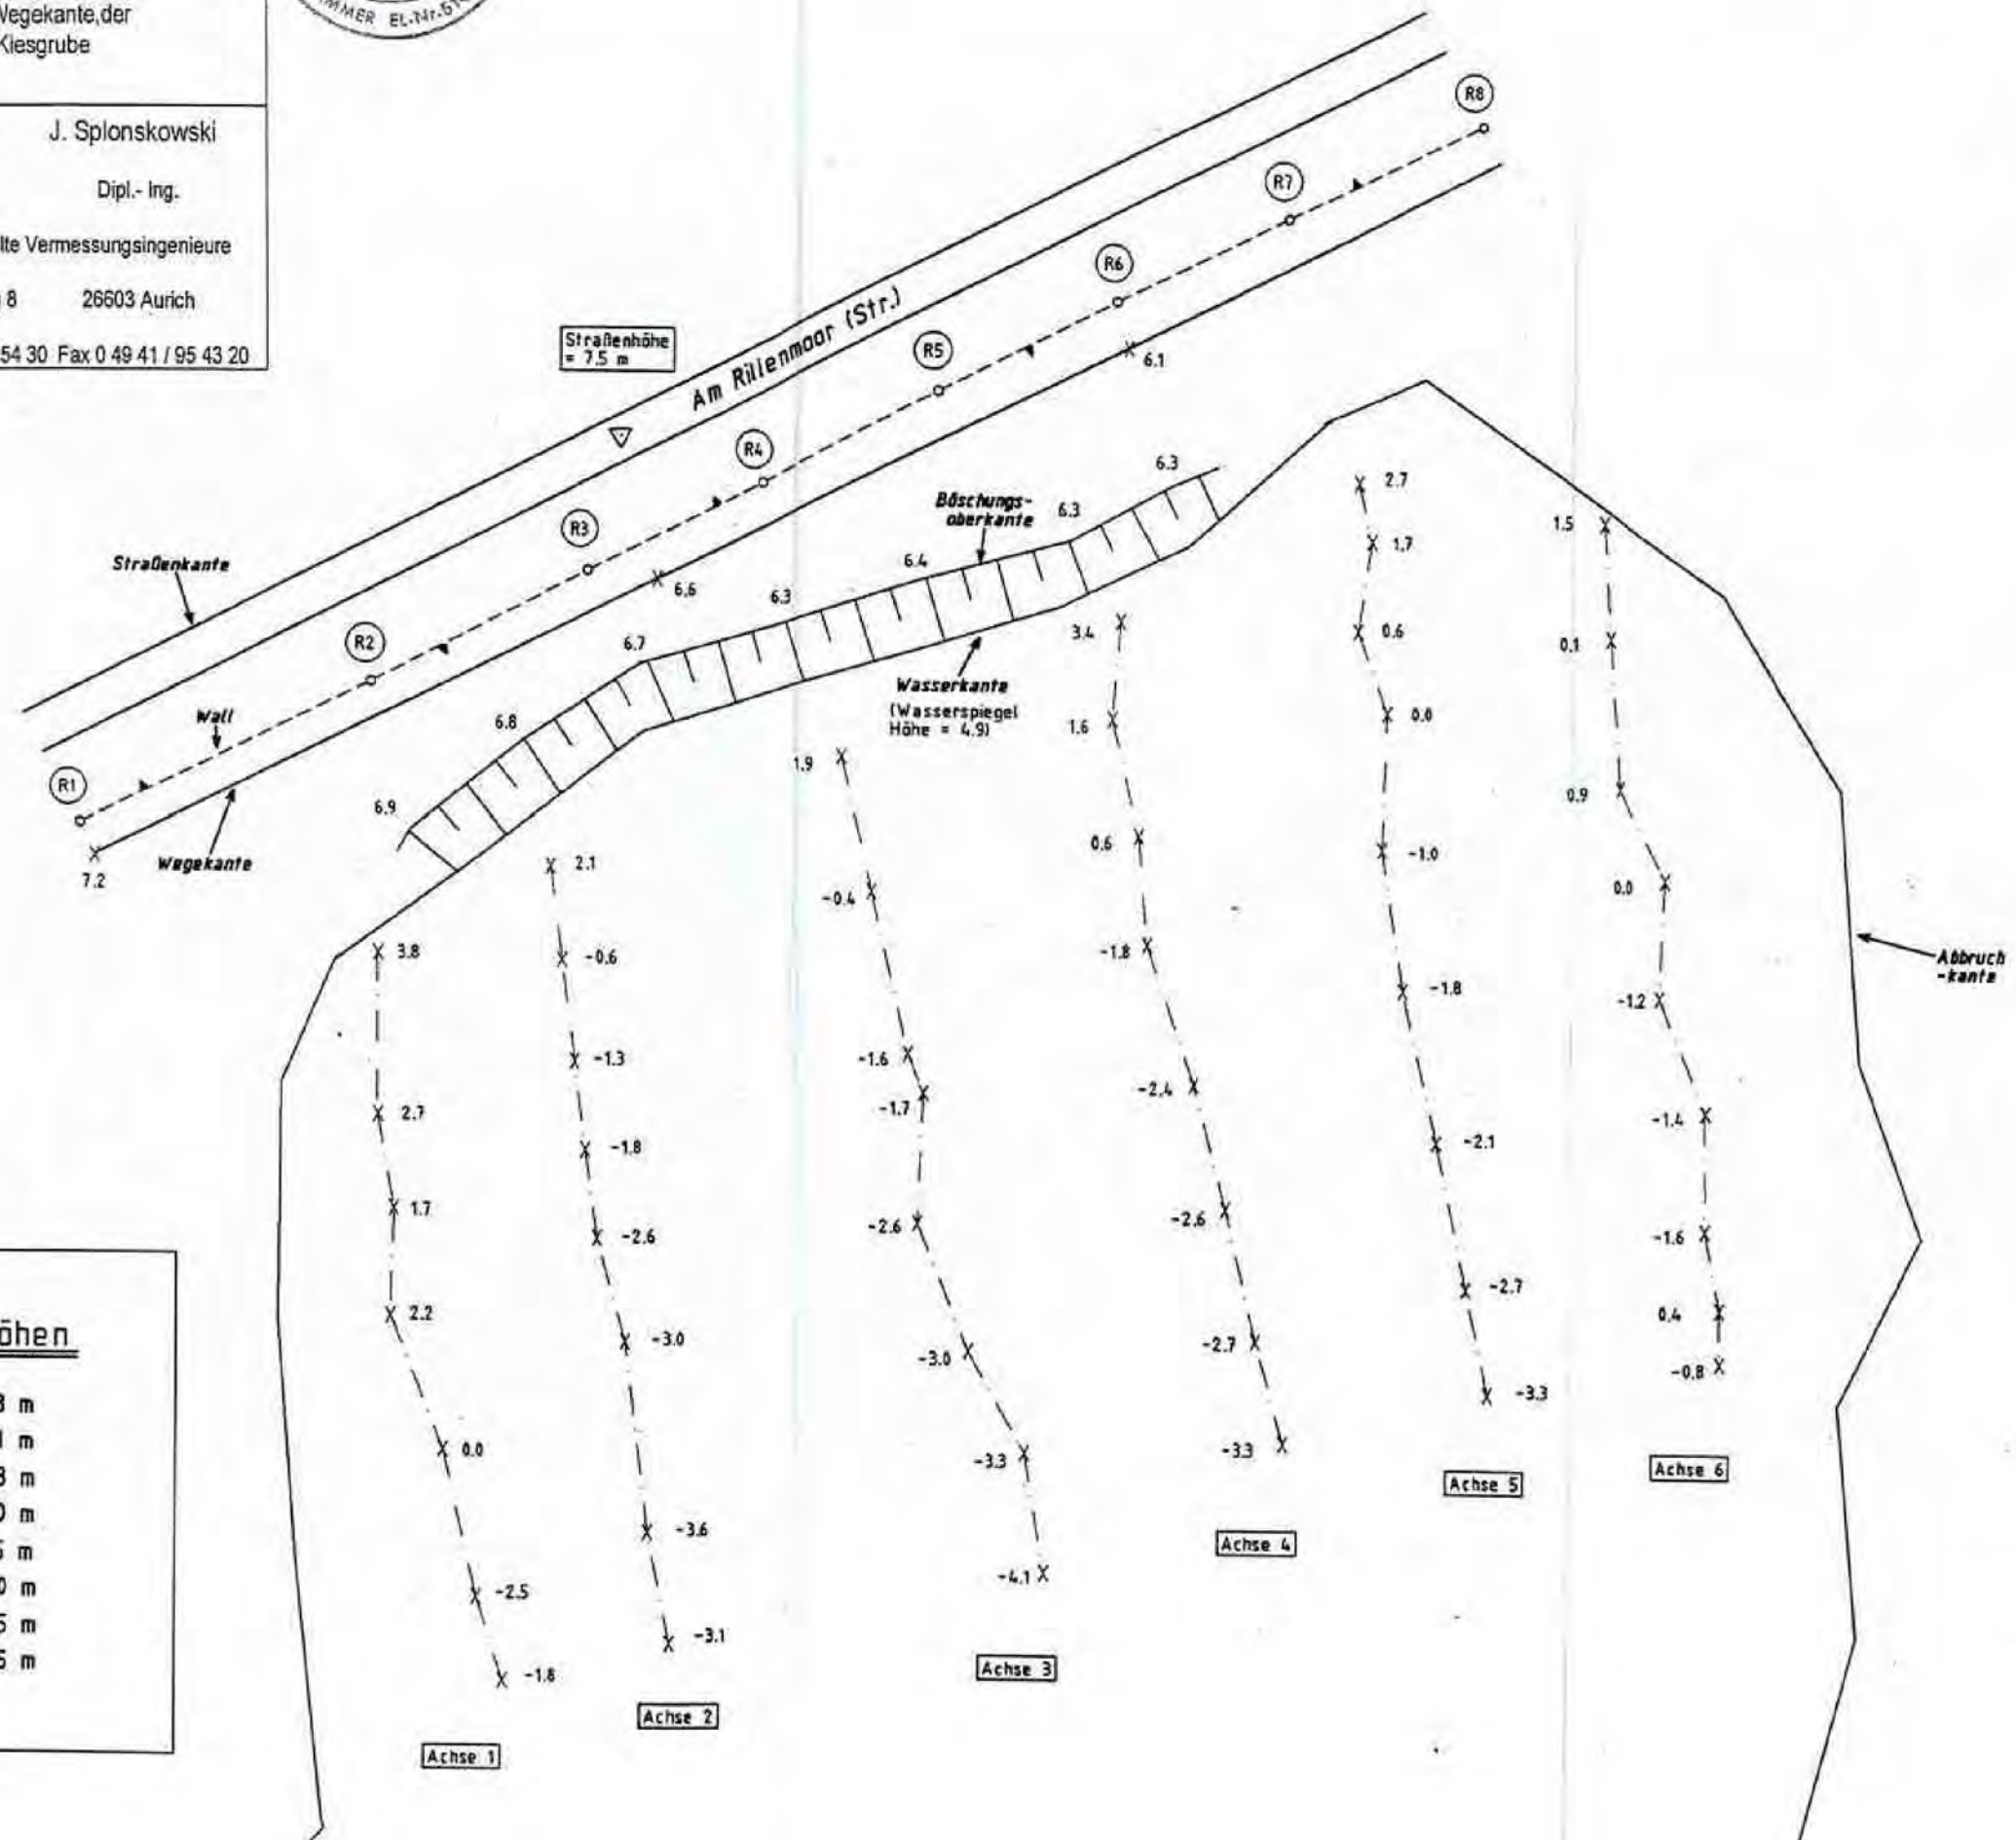 Wegekante,der
Kiesgrube
MMER EL-Nr.
J. Splonskowski
Dipl.- Ing.
lte Vermessungsingenieure
8 26603 Aurich
54 30 Fax 0 49 41 / 95 43 20
R8
R7
R6
R5
R4
R3
R2
R1
Straßenhöhe
= 7.5 m
Am Rillenmoor (Str.)
6.1
6.6
7.2
Straßenkante
Wall
Wegekante
Böschungs-
oberkante
6.3
6.3
6.4
6.3
6.7
6.8
6.9
Wasserkante
(Wasserspiegel
Höhe = 4.9)
Abbruch
-kante
3.8
2.7
1.7
2.2
0.0
-2.5
-1.8
Achse 1
2.1
-0.6
-1.3
-1.8
-2.6
-3.0
-3.6
-3.1
Achse 2
1.9
-0.4
-1.6
-1.7
-2.6
-3.0
-3.3
-4.1
Achse 3
3.4
1.6
0.6
-1.8
-2.4
-2.6
-2.7
-3.3
Achse 4
2.7
1.7
0.6
0.0
-1.0
-1.8
-2.1
-2.7
-3.3
Achse 5
1.5
0.1
0.9
0.0
-1.2
-1.4
-1.6
0.4
-0.8
Achse 6
öhen
m
m
m
m
m
m
m
m